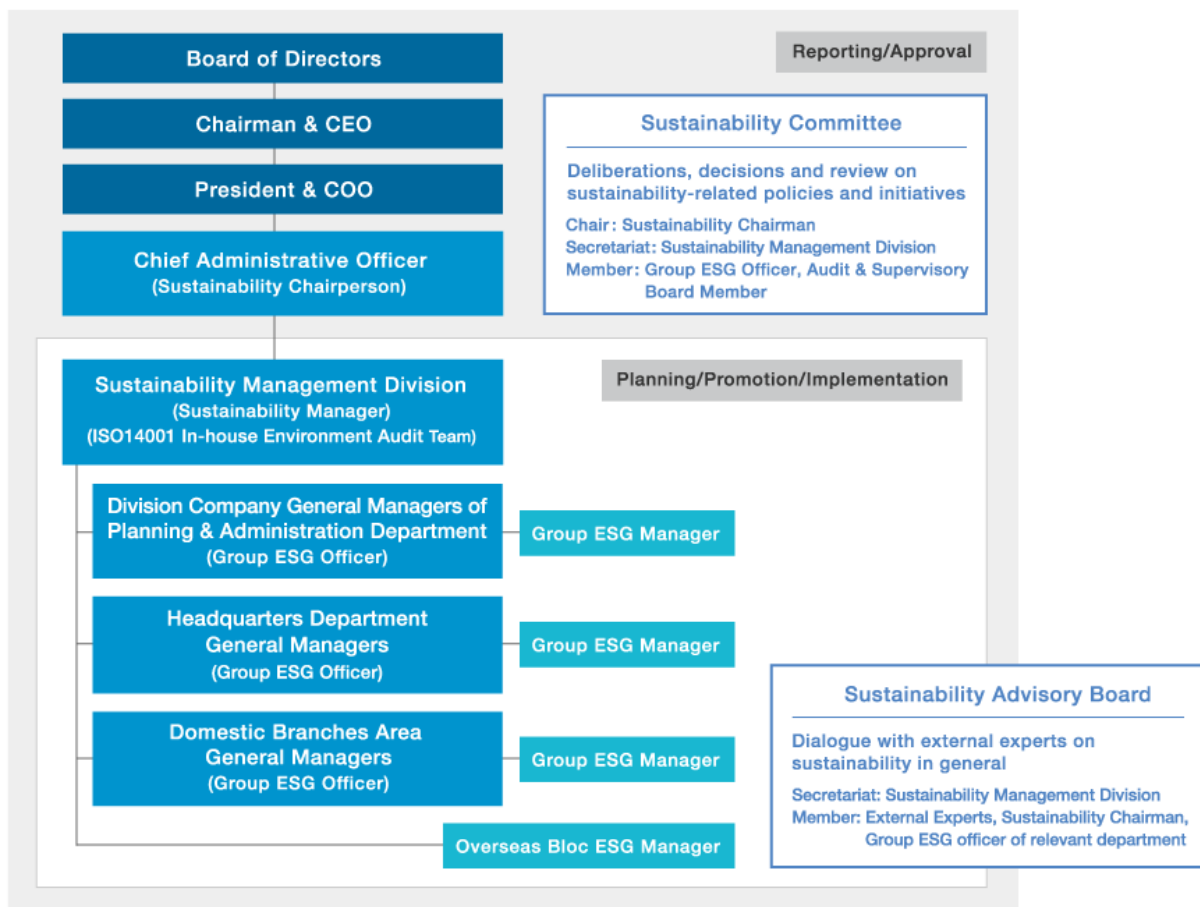 Board of Directors
Chairman & CEO
President & COO
Chief Administrative Officer
(Sustainability Chairperson)
Reporting/Approval
Sustainability Committee
Deliberations, decisions and review on
sustainability-related policies and initiatives
Chair: Sustainability Chairman
Secretariat: Sustainability Management Division
Member: Group ESG Officer, Audit & Supervisory
Board Member
Sustainability Management Division
(Sustainability Manager)
(ISO14001 In-house Environment Audit Team)
Planning/Promotion/Implementation
Division Company General Managers of
Planning & Administration Department
(Group ESG Officer)
Group ESG Manager
Headquarters Department
General Managers
(Group ESG Officer)
Group ESG Manager
Domestic Branches Area
General Managers
(Group ESG Officer)
Group ESG Manager
Overseas Bloc ESG Manager
Sustainability Advisory Board
Dialogue with external experts on
sustainability in general
Secretariat: Sustainability Management Division
Member: External Experts, Sustainability Chairman,
Group ESG officer of relevant department